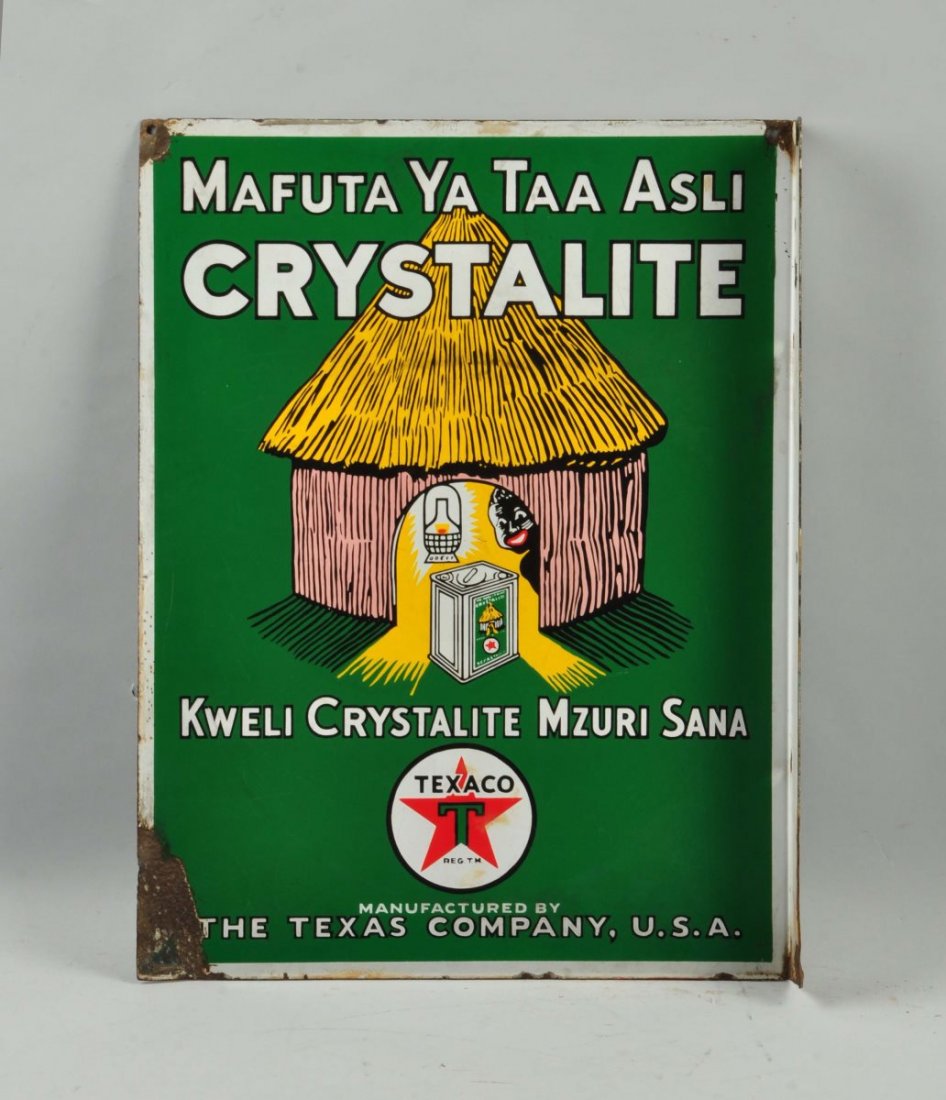 MAFUTA YA TAA ASLI
CRYSTALITE
KWELI CRYSTALITE MZURI SANA
TEXACO
T
REG TM
MANUFACTURED BY
THE TEXAS COMPANY, U.S.A.